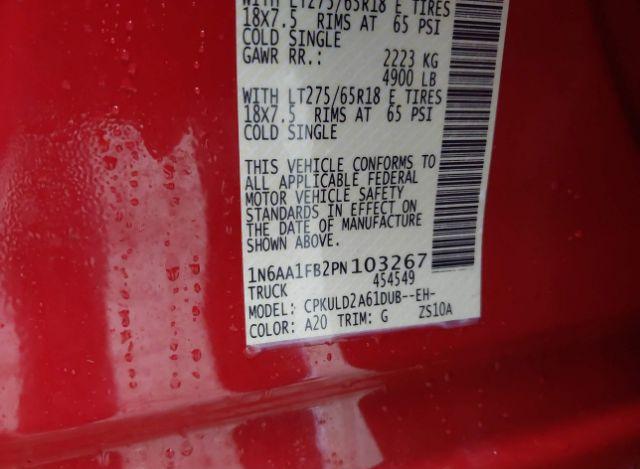 WITH LT275/65R18 E TIRES
18X7.5 RIMS AT 65 PSI
COLD SINGLE
GAWR RR.: 2223 KG
4900 LB
WITH LT275/65R18 E TIRES
18X7.5 RIMS AT 65 PSI
COLD SINGLE
THIS VEHICLE CONFORMS TO
ALL APPLICABLE FEDERAL
MOTOR VEHICLE SAFETY
STANDARDS IN EFFECT ON
THE DATE OF MANUFACTURE
SHOWN ABOVE.
1N6AA1FB2PN103267
TRUCK 454549
MODEL: CPKULD2A61DUB--EH-
COLOR: A20 TRIM: G ZS10A